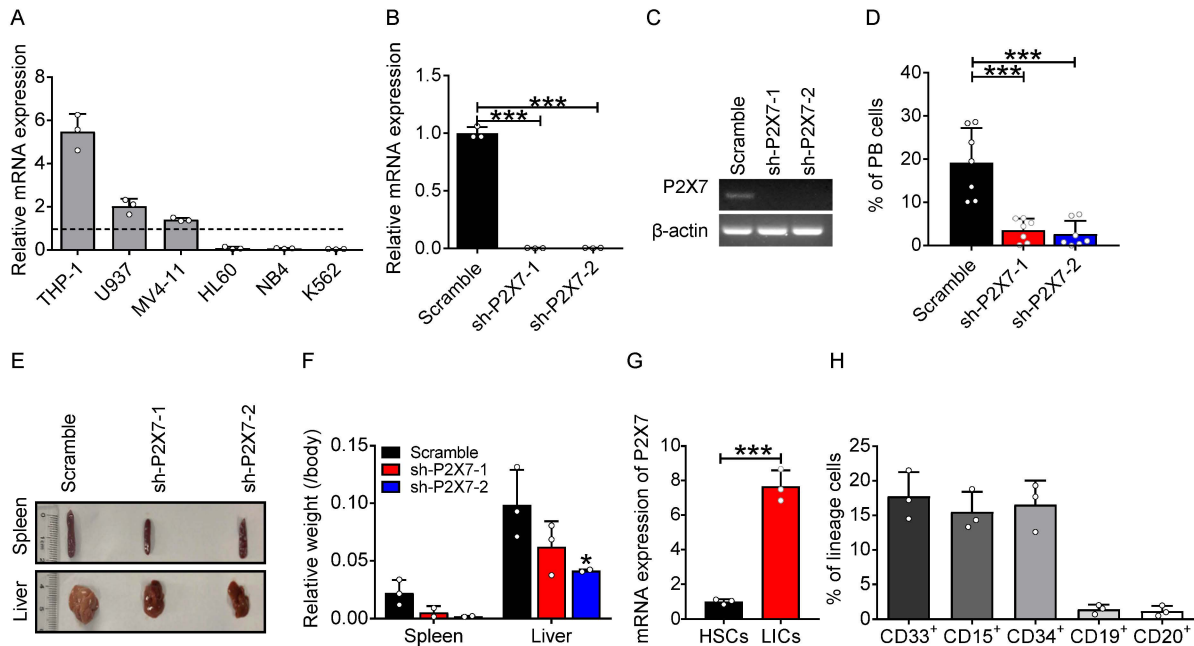 A
Relative mRNA expression
8
6
4
2
0
THP-1
U937
MV4-11
HL60
NB4
K562
B
Relative mRNA expression
1.5
1.0
0.5
0.0
***
***
Scramble
sh-P2X7-1
sh-P2X7-2
C
Scramble
sh-P2X7-1
sh-P2X7-2
P2X7
β-actin
D
% of PB cells
40
30
20
10
0
***
***
Scramble
sh-P2X7-1
sh-P2X7-2
E
Scramble
sh-P2X7-1
sh-P2X7-2
Spleen
Liver
F
Relative weight (/body)
0.15
0.10
0.05
0.00
Scramble
sh-P2X7-1
sh-P2X7-2
*
Spleen
Liver
G
mRNA expression of P2X7
10
8
6
4
2
0
***
HSCs
LICs
H
% of lineage cells
25
20
15
10
5
0
CD33+
CD15+
CD34+
CD19+
CD20+